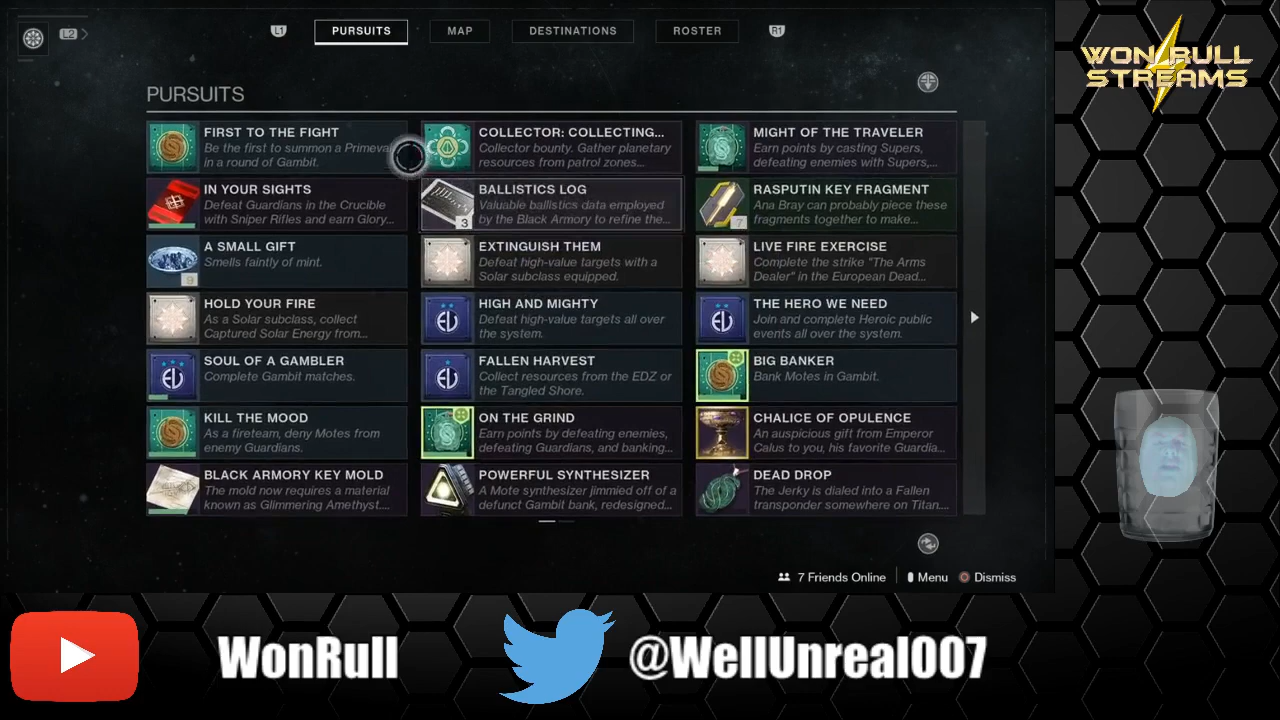 L2
L1
PURSUITS
MAP
DESTINATIONS
ROSTER
R1
WON RULL
STREAMS
PURSUITS
FIRST TO THE FIGHT
Be the first to summon a Primeval
in a round of Gambit.
COLLECTOR: COLLECTING...
Collector bounty. Gather planetary
resources from patrol zones...
MIGHT OF THE TRAVELER
Earn points by casting Supers,
defeating enemies with Supers,...
IN YOUR SIGHTS
Defeat Guardians in the Crucible
with Sniper Rifles and earn Glory...
3
BALLISTICS LOG
Valuable ballistics data employed
by the Black Armory to refine the...
7
RASPUTIN KEY FRAGMENT
Ana Bray can probably piece these
fragments together to make...
9
A SMALL GIFT
Smells faintly of mint.
EXTINGUISH THEM
Defeat high-value targets with a
Solar subclass equipped.
LIVE FIRE EXERCISE
Complete the strike "The Arms
Dealer" in the European Dead...
HOLD YOUR FIRE
As a Solar subclass, collect
Captured Solar Energy from...
HIGH AND MIGHTY
Defeat high-value targets all over
the system.
THE HERO WE NEED
Join and complete Heroic public
events all over the system.
SOUL OF A GAMBLER
Complete Gambit matches.
FALLEN HARVEST
Collect resources from the EDZ or
the Tangled Shore.
BIG BANKER
Bank Motes in Gambit.
KILL THE MOOD
As a fireteam, deny Motes from
enemy Guardians.
ON THE GRIND
Earn points by defeating enemies,
defeating Guardians, and banking...
CHALICE OF OPULENCE
An auspicious gift from Emperor
Calus to you, his favorite Guardia...
BLACK ARMORY KEY MOLD
The mold now requires a material
known as Glimmering Amethyst....
POWERFUL SYNTHESIZER
A Mote synthesizer jimmied off of a
defunct Gambit bank, redesigned...
DEAD DROP
The Jerky is dialed into a Fallen
transponder somewhere on Titan....
7 Friends Online
Menu
Dismiss
WonRull
@WellUnreal007